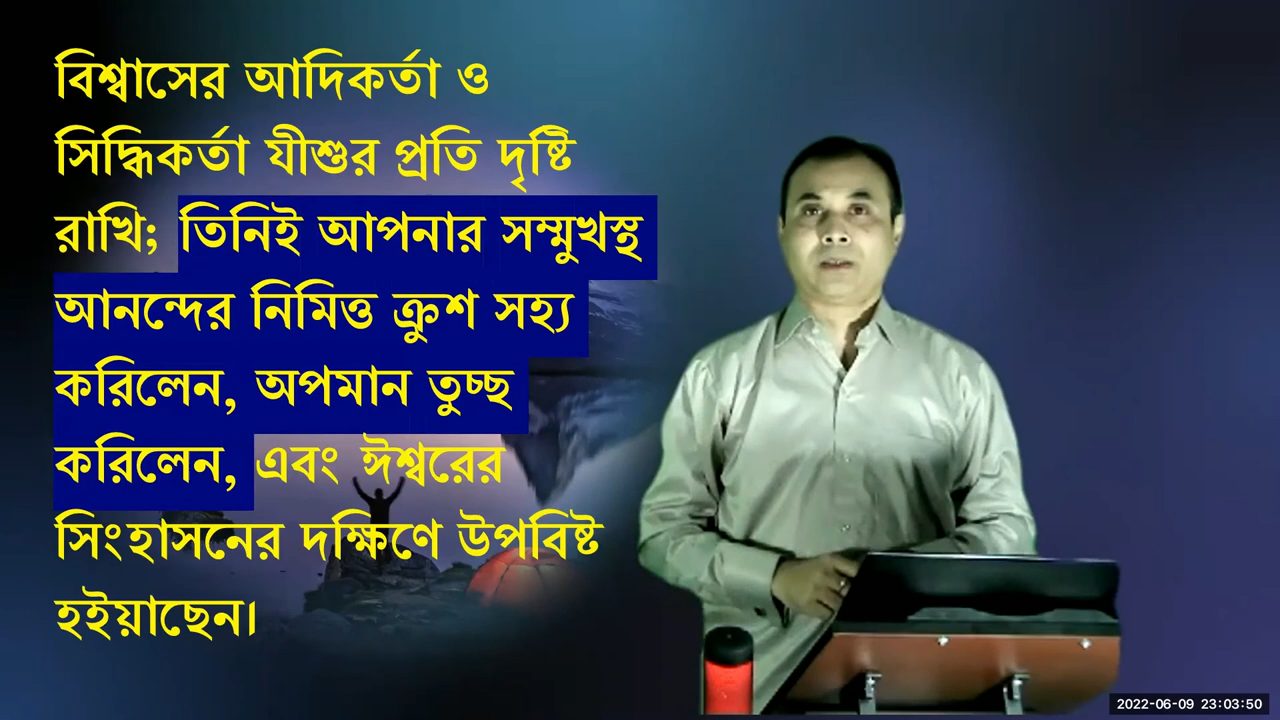 বিশ্বাসের আদিকর্তা ও
সিদ্ধিকর্তা যীশুর প্রতি দৃষ্টি
রাখি; তিনিই আপনার সম্মুখস্থ
আনন্দের নিমিত্ত ক্রুশ সহ্য
করিলেন, অপমান তুচ্ছ
করিলেন, এবং ঈশ্বরের
সিংহাসনের দক্ষিণে উপবিষ্ট
হইয়াছেন।
2022-06-09 23:03:50